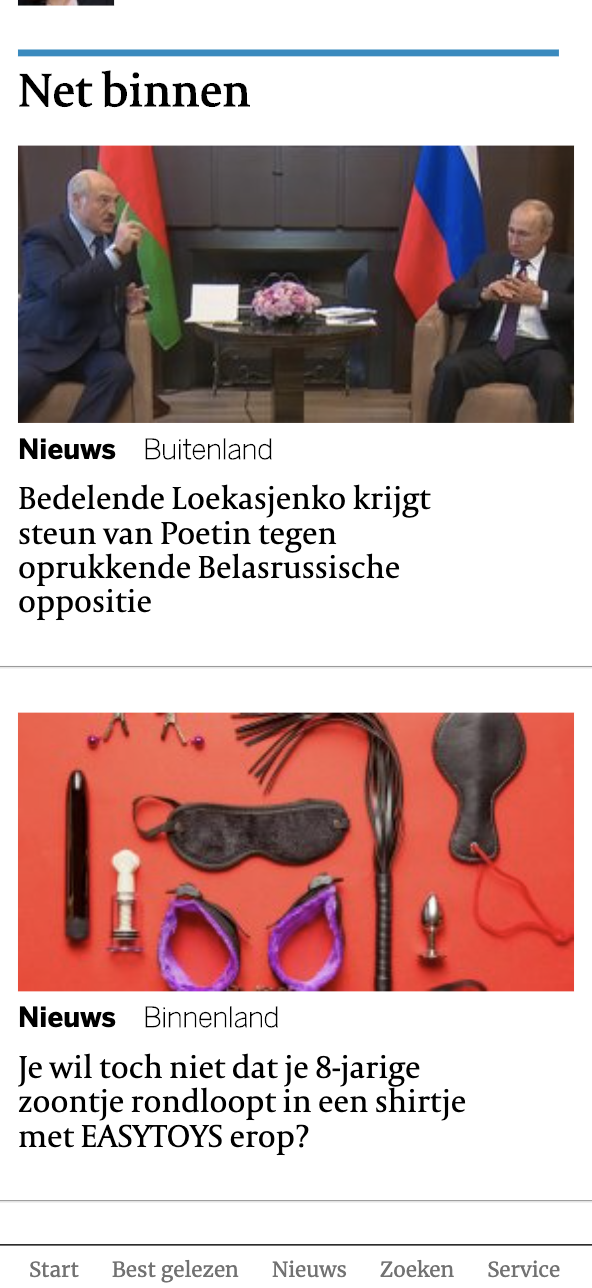 Net binnen
Nieuws Buitenland
Bedelende Loekasjenko krijgt
steun van Poetin tegen
oprukkende Belasrussische
oppositie
Nieuws Binnenland
Je wil toch niet dat je 8-jarige
zoontje rondloopt in een shirtje
met EASYTOYS erop?
Start Best gelezen Nieuws Zoeken Service